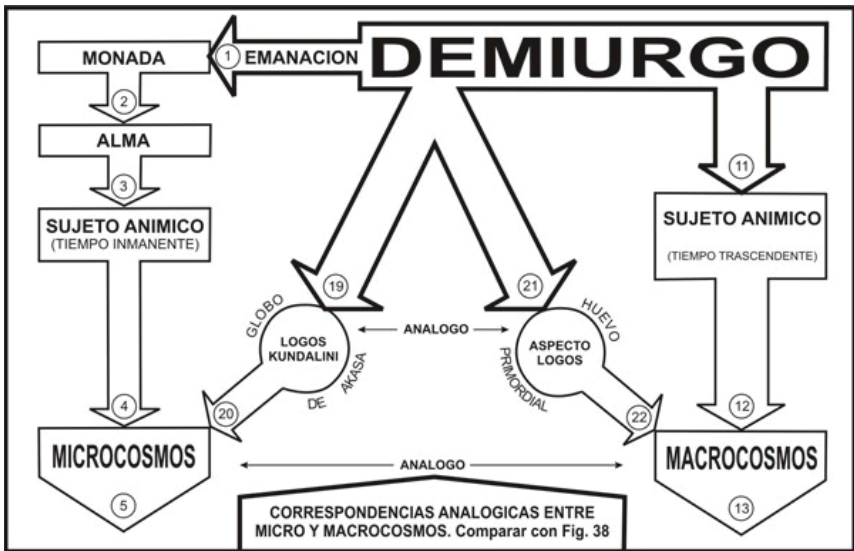 DEMIURGO
1 EMANACION
MONADA
2
ALMA
3
SUJETO ANIMICO
(TIEMPO INMANENTE)
4
MICROCOSMOS
5
11
SUJETO ANIMICO
(TIEMPO TRASCENDENTE)
12
MACROCOSMOS
13
19
GLOBO
DE AKASA
LOGOS
KUNDALINI
20
ANALOGO
21
HUEVO
PRIMORDIAL
ASPECTO
LOGOS
22
ANALOGO
CORRESPONDENCIAS ANALOGICAS ENTRE
MICRO Y MACROCOSMOS. Comparar con Fig. 38